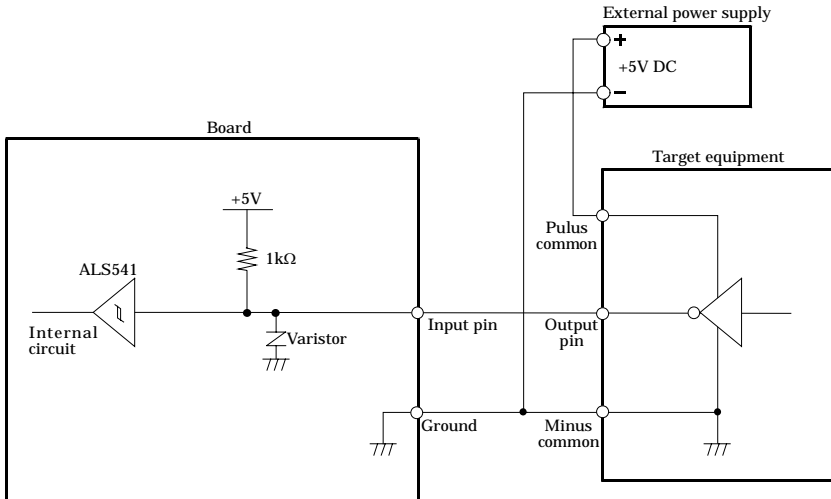 External power supply
+
+5V DC
−
Board
Target equipment
+5V
Pulus
common
1kΩ
ALS541
Internal
circuit
Varistor
Input pin
Output
pin
Ground
Minus
common